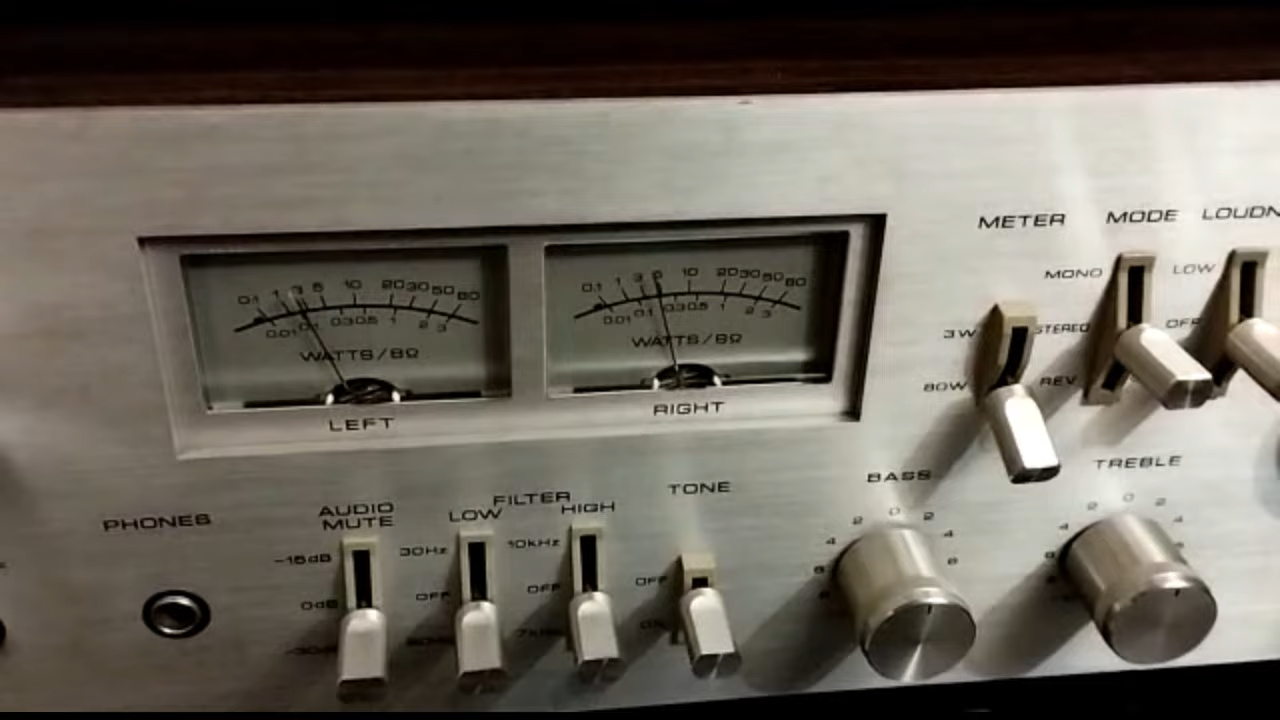 METER MODE LOUDN
MONO LOW
3W STEREO OFF
80W REV
0.1 1 3 5 10 20 30 50 80
0.01 0.1 0.3 0.5 1 2 3
WATTS/8Ω
LEFT
0.1 1 3 5 10 20 30 50 80
0.01 0.1 0.3 0.5 1 2 3
WATTS/8Ω
RIGHT
PHONES
AUDIO
MUTE
-15dB
0dB
-30dB
FILTER
LOW HIGH
30Hz 10kHz
OFF OFF
TONE
OFF
ON
BASS
2 0 2
4 4
6 6
TREBLE
2 0 2
4 4